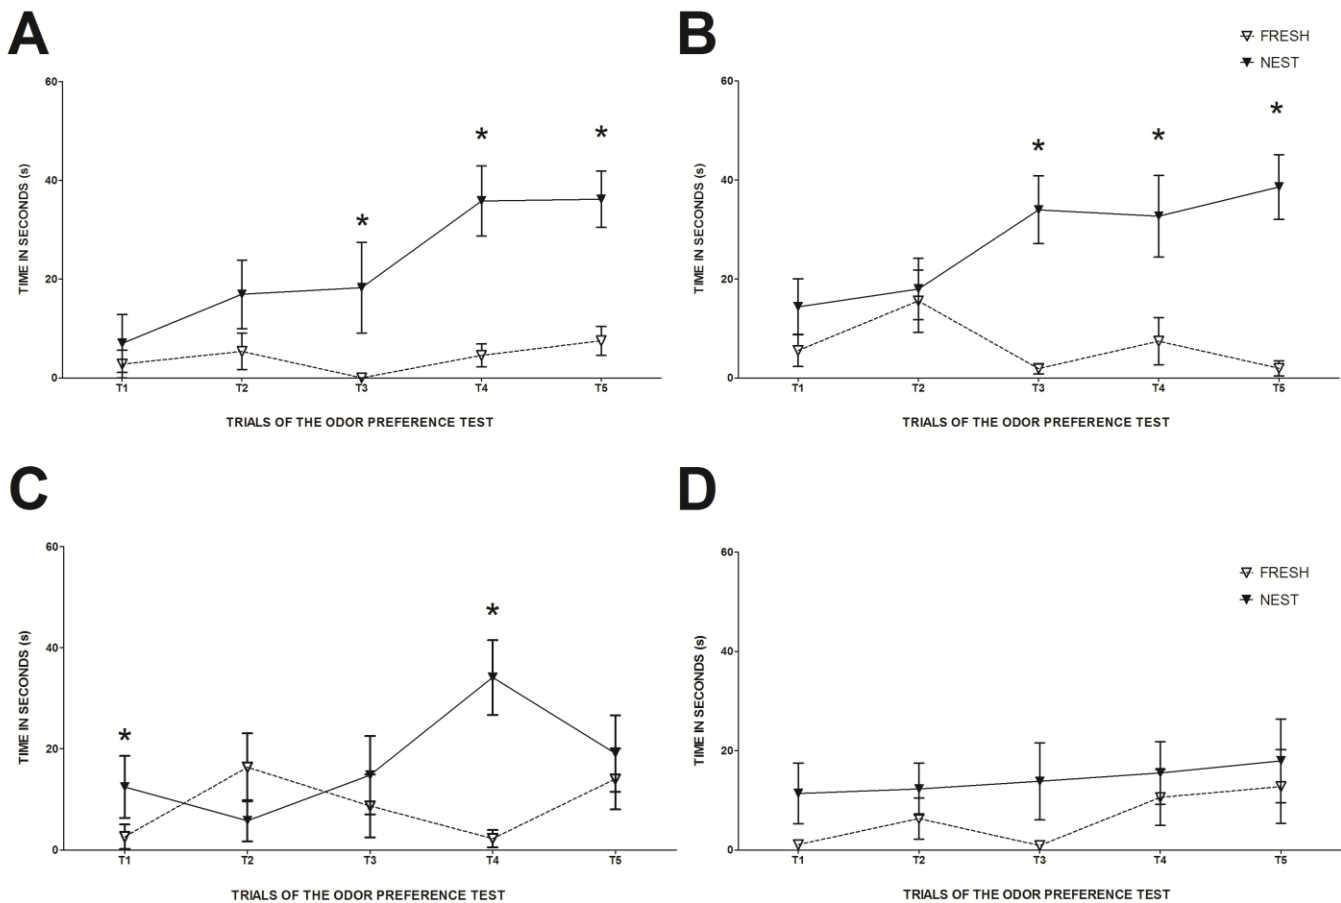 A
60
40
20
0
TIME IN SECONDS (s)
*
*
*
T1 T2 T3 T4 T5
TRIALS OF THE ODOR PREFERENCE TEST
B
FRESH
NEST
60
40
20
0
TIME IN SECONDS (s)
*
*
*
T1 T2 T3 T4 T5
TRIALS OF THE ODOR PREFERENCE TEST
C
60
40
20
0
TIME IN SECONDS (s)
*
*
T1 T2 T3 T4 T5
TRIALS OF THE ODOR PREFERENCE TEST
D
FRESH
NEST
60
40
20
0
TIME IN SECONDS (s)
T1 T2 T3 T4 T5
TRIALS OF THE ODOR PREFERENCE TEST